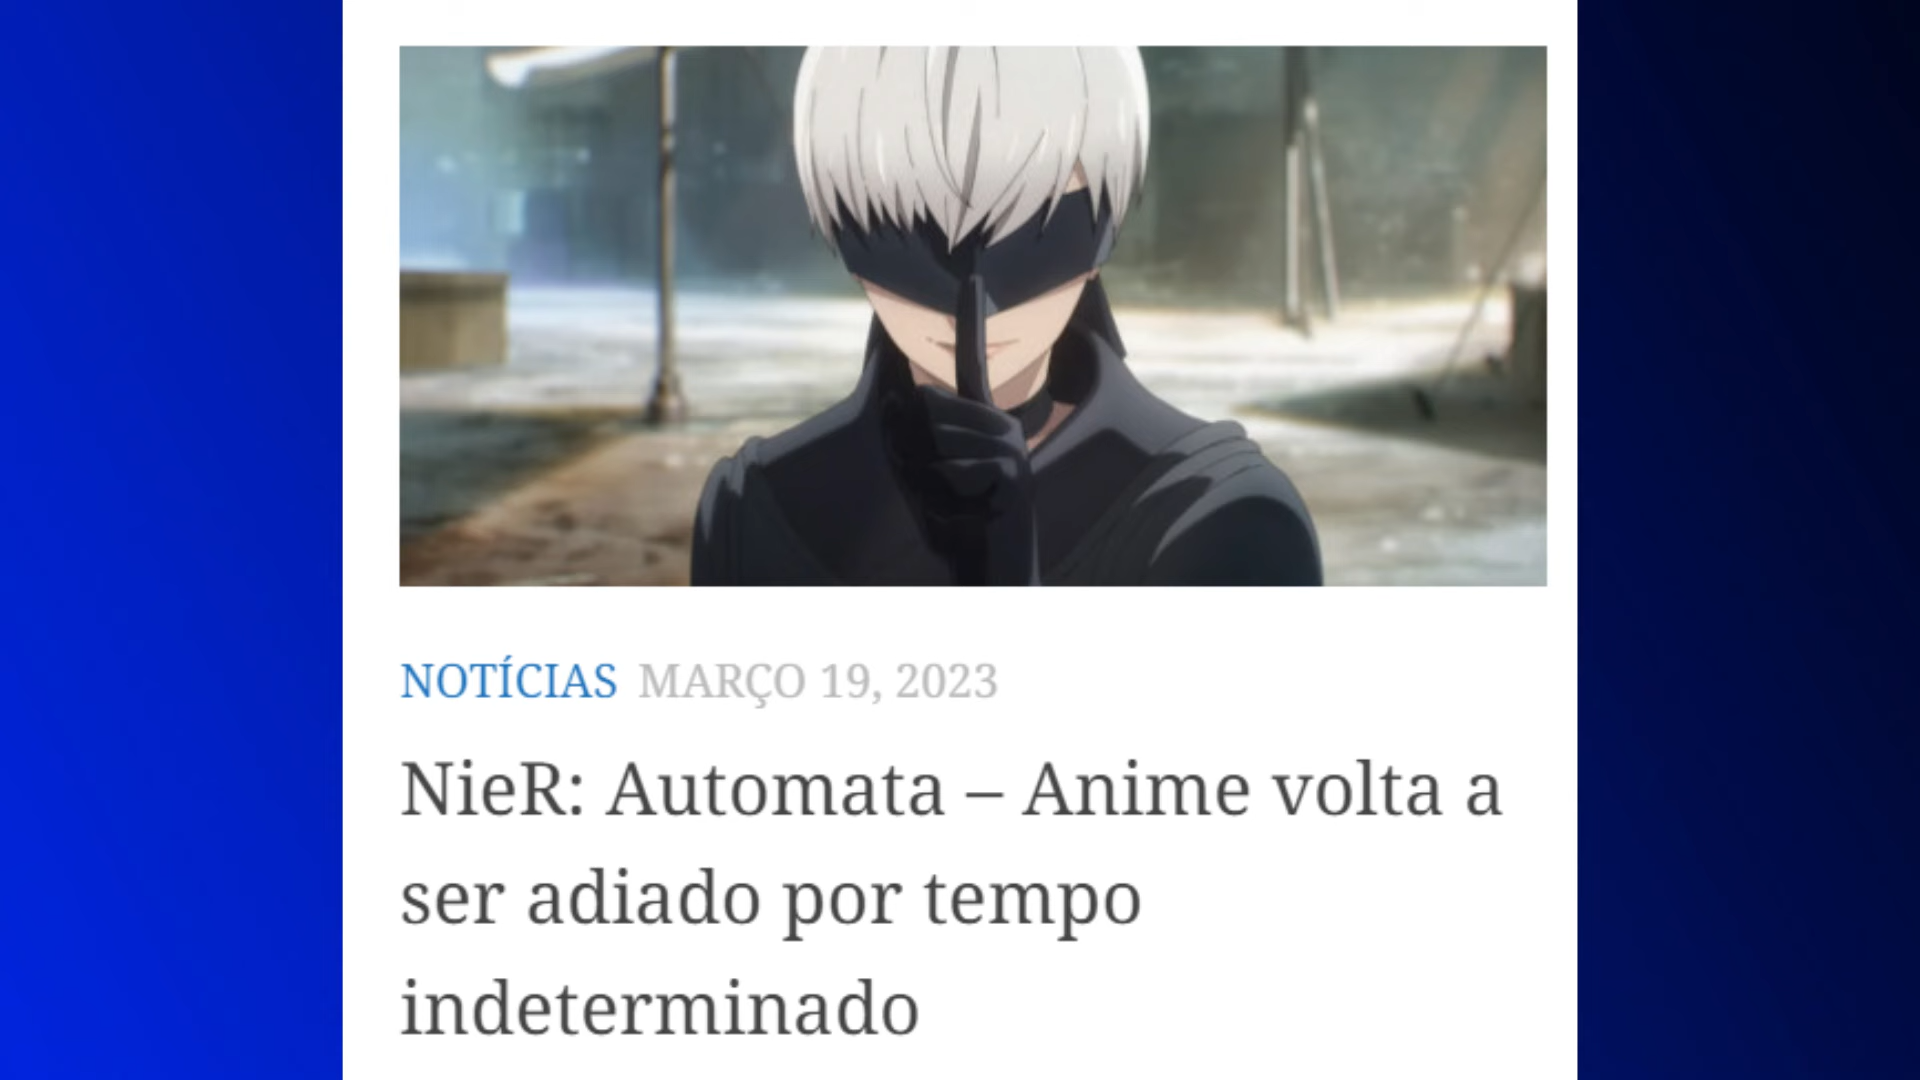 NOTÍCIAS MARÇO 19, 2023
NieR: Automata – Anime volta a
ser adiado por tempo
indeterminado